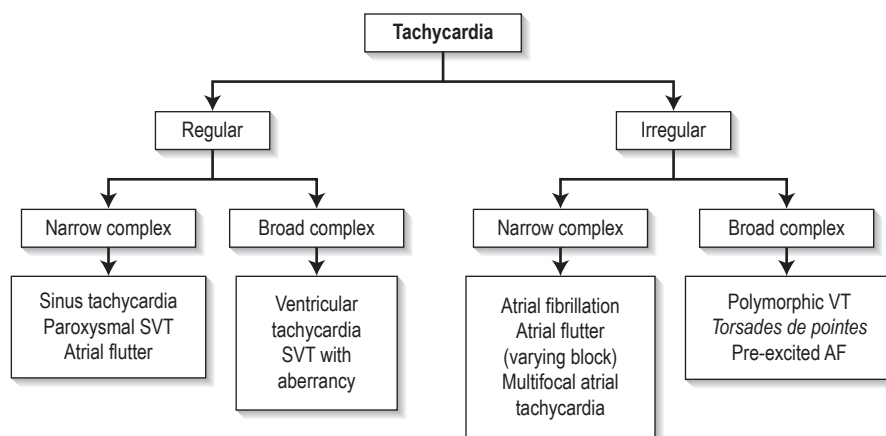 Tachycardia
Regular
Irregular
Narrow complex
Broad complex
Narrow complex
Broad complex
Sinus tachycardia
Paroxysmal SVT
Atrial flutter
Ventricular
tachycardia
SVT with
aberrancy
Atrial fibrillation
Atrial flutter
(varying block)
Multifocal atrial
tachycardia
Polymorphic VT
Torsades de pointes
Pre-excited AF